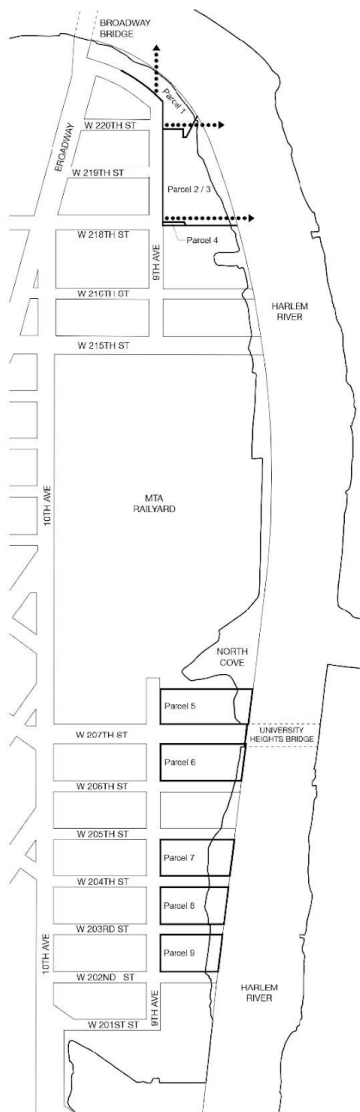 BROADWAY
BRIDGE
Parcel 1
W 220TH ST
BROADWAY
W 219TH ST
Parcel 2 / 3
W 218TH ST
9TH AVE
Parcel 4
W 216TH ST
HARLEM
RIVER
W 215TH ST
10TH AVE
MTA
RAILYARD
NORTH
COVE
Parcel 5
W 207TH ST
UNIVERSITY
HEIGHTS BRIDGE
Parcel 6
W 206TH ST
W 205TH ST
Parcel 7
W 204TH ST
Parcel 8
W 203RD ST
10TH AVE
Parcel 9
W 202ND ST
9TH AVE
HARLEM
RIVER
W 201ST ST